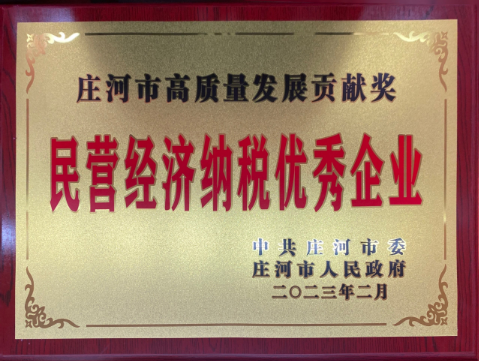 庄河市高质量发展贡献奖
民营经济纳税优秀企业
中共庄河市委
庄河市人民政府
二〇二三年二月